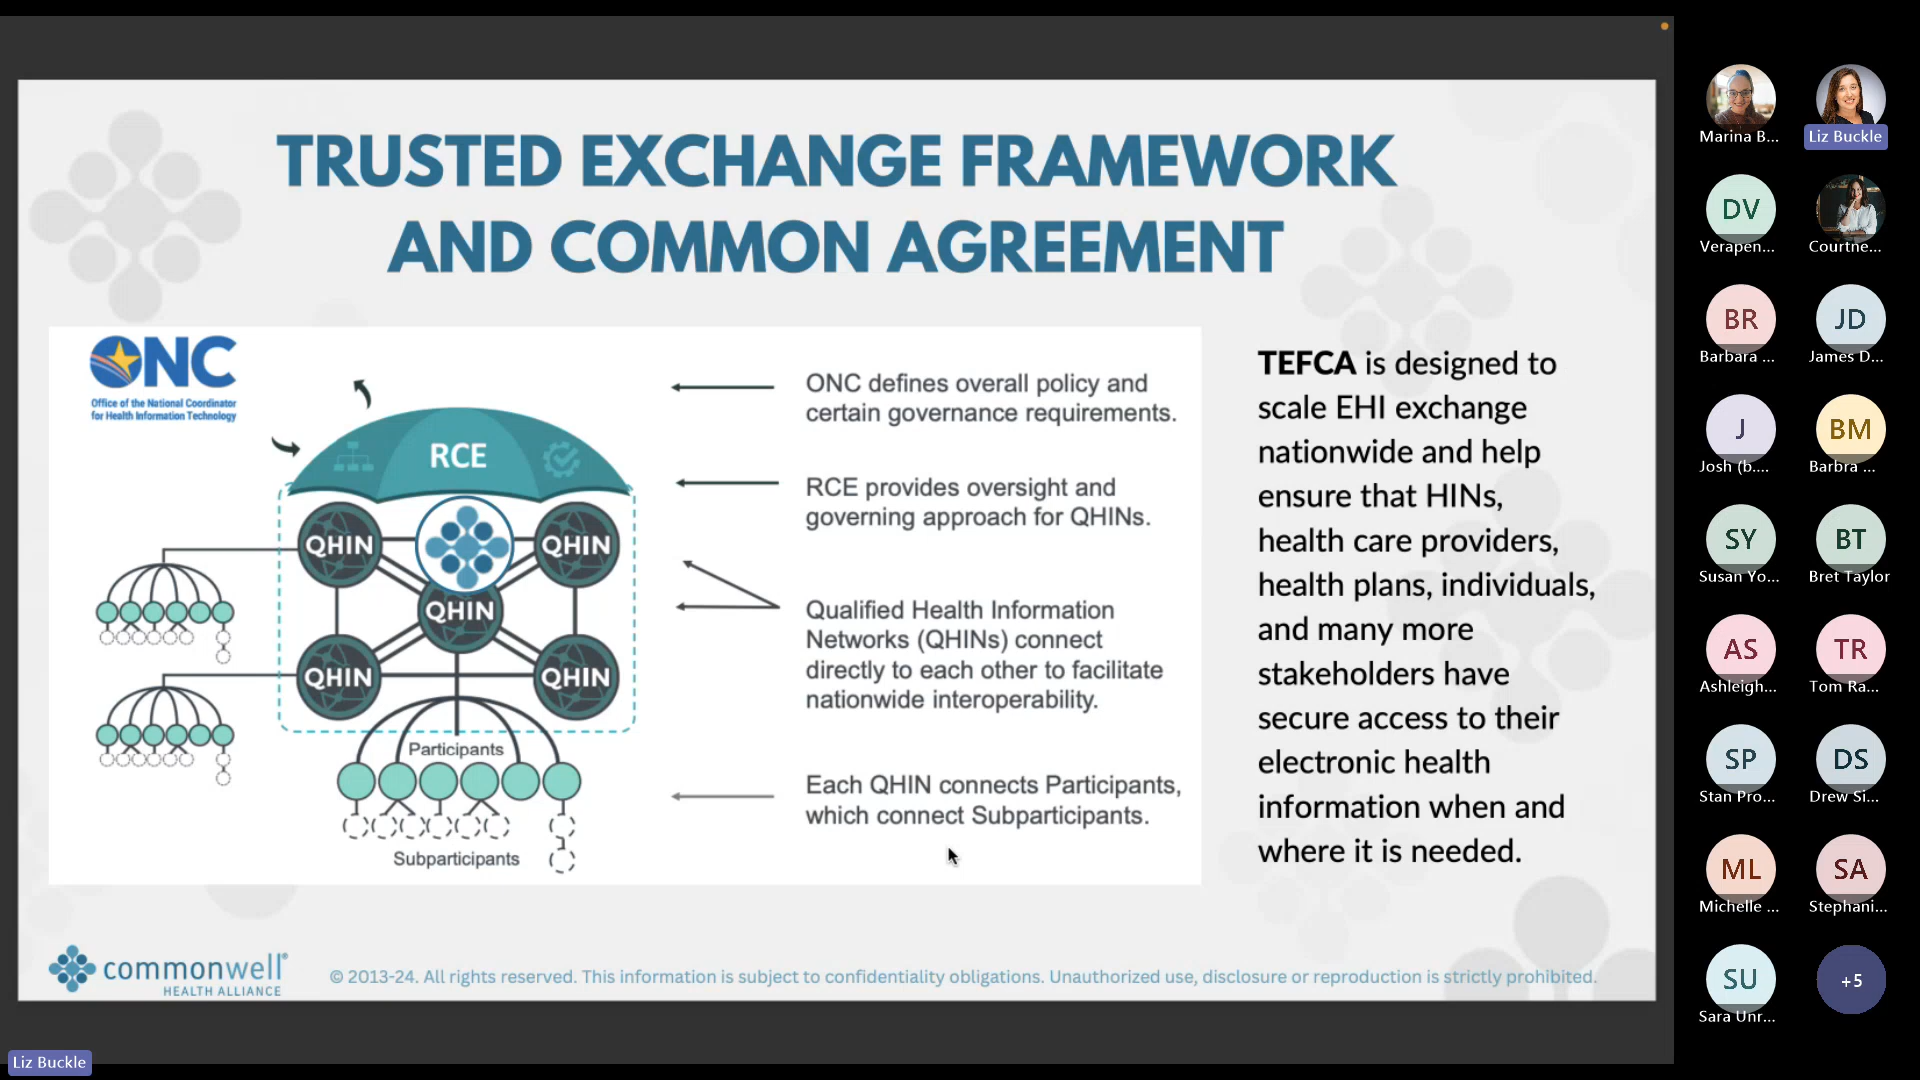 TRUSTED EXCHANGE FRAMEWORK
AND COMMON AGREEMENT
ONC
Office of the National Coordinator
for Health Information Technology
RCE
QHIN
QHIN
QHIN
QHIN
QHIN
Participants
Subparticipants
ONC defines overall policy and
certain governance requirements.
RCE provides oversight and
governing approach for QHINs.
Qualified Health Information
Networks (QHINs) connect
directly to each other to facilitate
nationwide interoperability.
Each QHIN connects Participants,
which connect Subparticipants.
TEFCA is designed to
scale EHI exchange
nationwide and help
ensure that HINs,
health care providers,
health plans, individuals,
and many more
stakeholders have
secure access to their
electronic health
information when and
where it is needed.
commonwell®
HEALTH ALLIANCE
© 2013-24. All rights reserved. This information is subject to confidentiality obligations. Unauthorized use, disclosure or reproduction is strictly prohibited.
Liz Buckle
Marina B...
Liz Buckle
DV
Verapen...
Courtne...
BR
Barbara ...
JD
James D...
J
Josh (b....
BM
Barbra ...
SY
Susan Yo...
BT
Bret Taylor
AS
Ashleigh...
TR
Tom Ra...
SP
Stan Pro...
DS
Drew Si...
ML
Michelle ...
SA
Stephani...
SU
Sara Unr...
+5